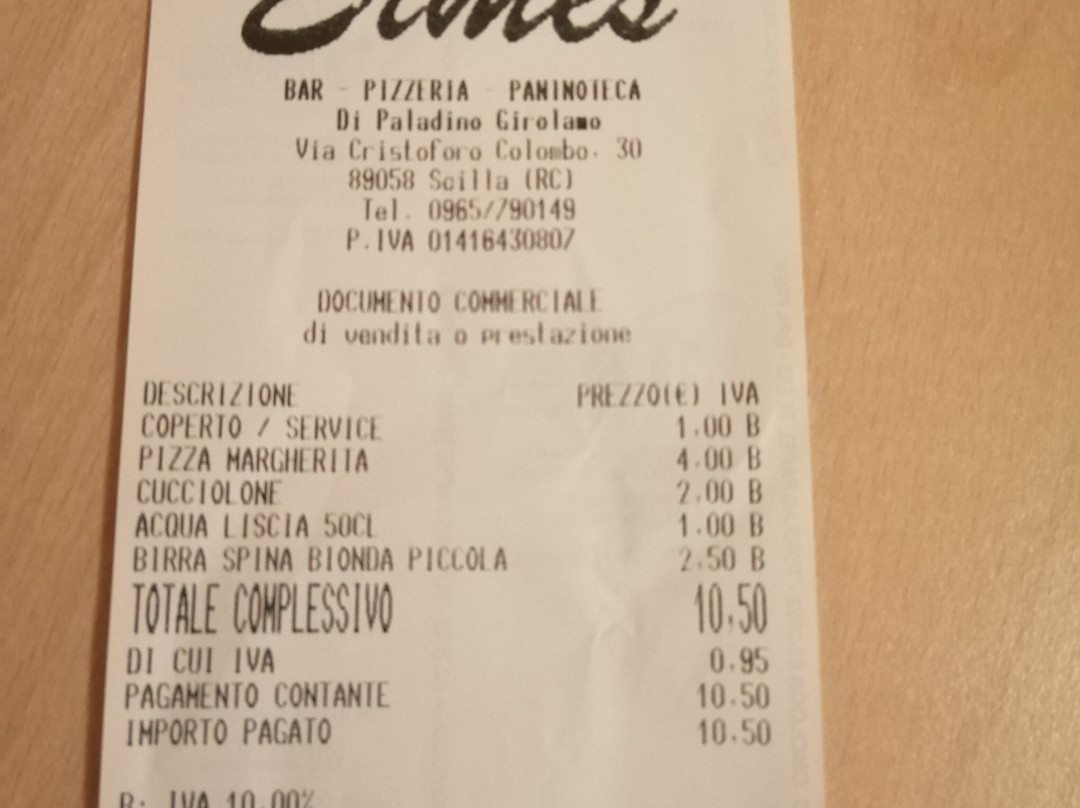 BAR - PIZZERIA - PANINOTECA
Di Paladino Girolamo
Via Cristoforo Colombo. 30
89058 Scilla (RC)
Tel. 0965/790149
P.IVA 01416430807
DOCUMENTO COMMERCIALE
di vendita o prestazione
DESCRIZIONE PREZZO(€) IVA
COPERTO / SERVICE 1.00 B
PIZZA MARGHERITA 4.00 B
CUCCIOLONE 2.00 B
ACQUA LISCIA 50CL 1.00 B
BIRRA SPINA BIONDA PICCOLA 2.50 B
TOTALE COMPLESSIVO 10.50
DI CUI IVA 0.95
PAGAMENTO CONTANTE 10.50
IMPORTO PAGATO 10.50
B: IVA 10.00%